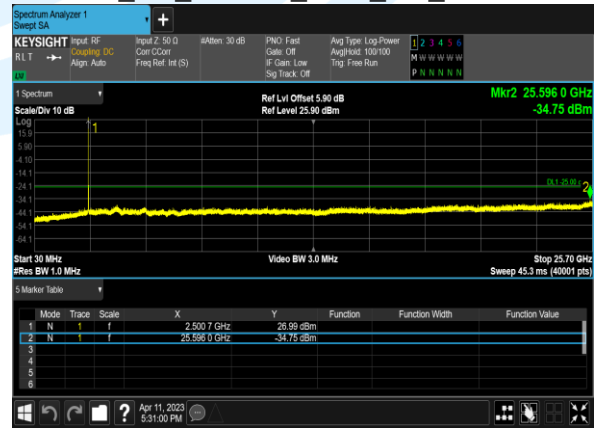 Spectrum Analyzer 1
Swept SA
KEYSIGHT Input: RF Input Z: 50 Ω #Atten: 30 dB PNO: Fast Avg Type: Log-Power 1 2 3 4 5 6
R L T Coupling: DC Corr CCorr Gate: Off Avg|Hold: 100/100 M W W W W W
Align: Auto Freq Ref: Int (S) IF Gain: Low Trig: Free Run P N N N N N
Sig Track: Off
1 Spectrum Mkr2 25.596 0 GHz
Scale/Div 10 dB Ref Lvl Offset 5.90 dB -34.75 dBm
Log Ref Level 25.90 dBm
1
15.9
5.90
-4.10
-14.1
DL1 -25.00
-24.1
2
-34.1
-44.1
-54.1
-64.1
Start 30 MHz Video BW 3.0 MHz Stop 25.70 GHz
#Res BW 1.0 MHz Sweep 45.3 ms (40001 pts)
5 Marker Table
Mode Trace Scale X Y Function Function Width Function Value
1 N 1 f 2.500 7 GHz 26.99 dBm
2 N 1 f 25.596 0 GHz -34.75 dBm
3
4
5
6
? Apr 11, 2023
5:31:00 PM